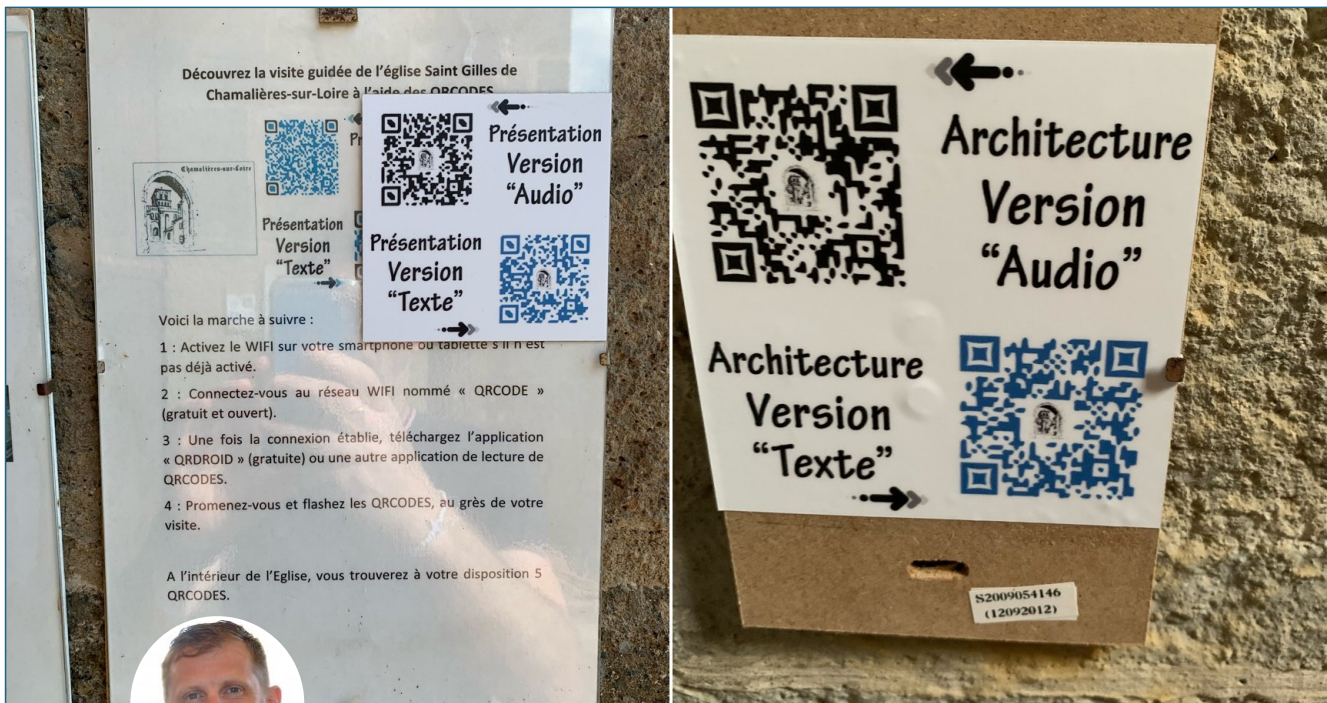 Découvrez la visite guidée de l'église Saint Gilles de
Chamalières-sur-Loire à l'aide des QRCODES
Chamalières-sur-Loire
Présentation
Version
"Texte"
Présentation
Version
"Audio"
Présentation
Version
"Texte"
Voici la marche à suivre :
1 : Activez le WIFI sur votre smartphone ou tablette s'il n'est
pas déjà activé.
2 : Connectez-vous au réseau WIFI nommé « QRCODE »
(gratuit et ouvert).
3 : Une fois la connexion établie, téléchargez l'application
« QRDROID » (gratuite) ou une autre application de lecture de
QRCODES.
4 : Promenez-vous et flashez les QRCODES, au grès de votre
visite.
A l'intérieur de l'Eglise, vous trouverez à votre disposition 5
QRCODES.
Architecture
Version
"Audio"
Architecture
Version
"Texte"
S2009054146
(12092012)